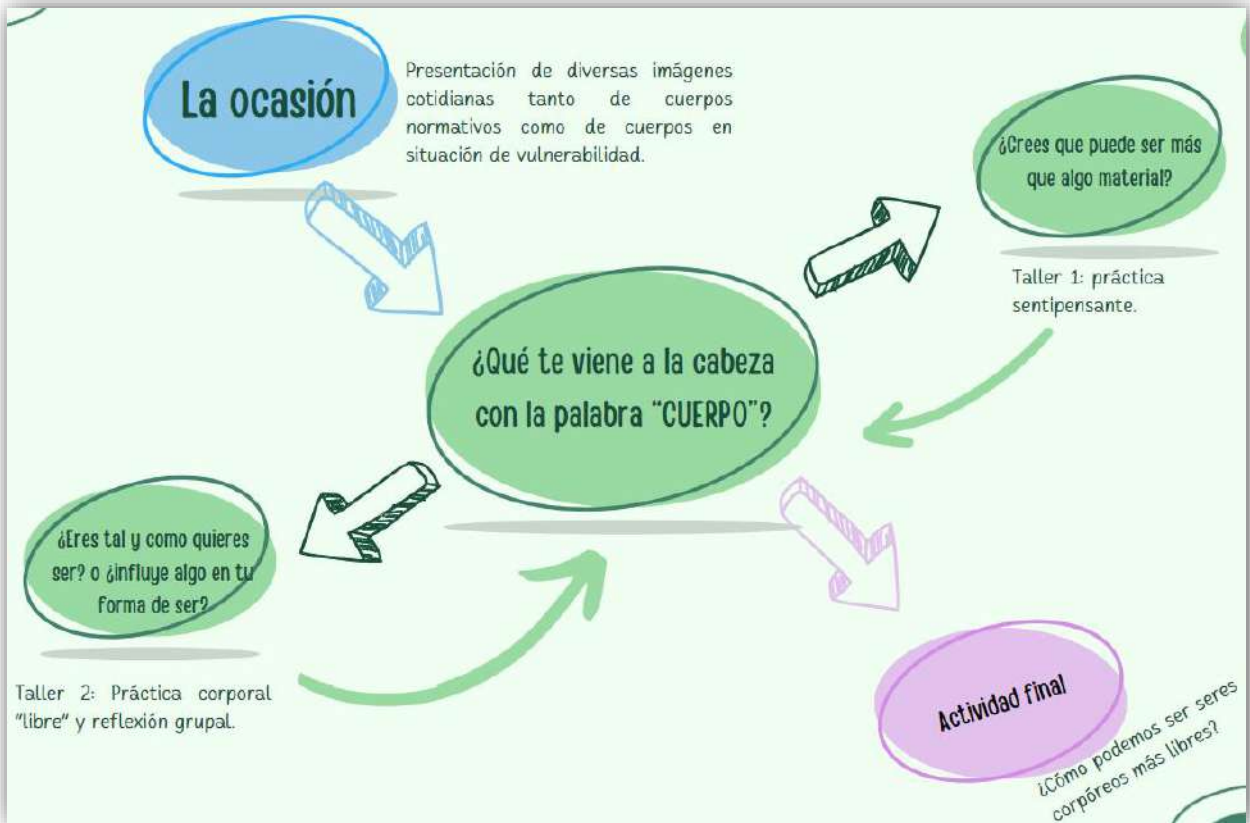 La ocasión
Presentación de diversas imágenes
cotidianas tanto de cuerpos
normativos como de cuerpos en
situación de vulnerabilidad.
¿Crees que puede ser más
que algo material?
Taller 1: práctica
sentipensante.
¿Qué te viene a la cabeza
con la palabra "CUERPO"?
¿Eres tal y como quieres
ser? o ¿influye algo en tu
forma de ser?
Taller 2: Práctica corporal
"libre" y reflexión grupal.
Actividad final
¿Cómo podemos ser seres
corpóreos más libres?